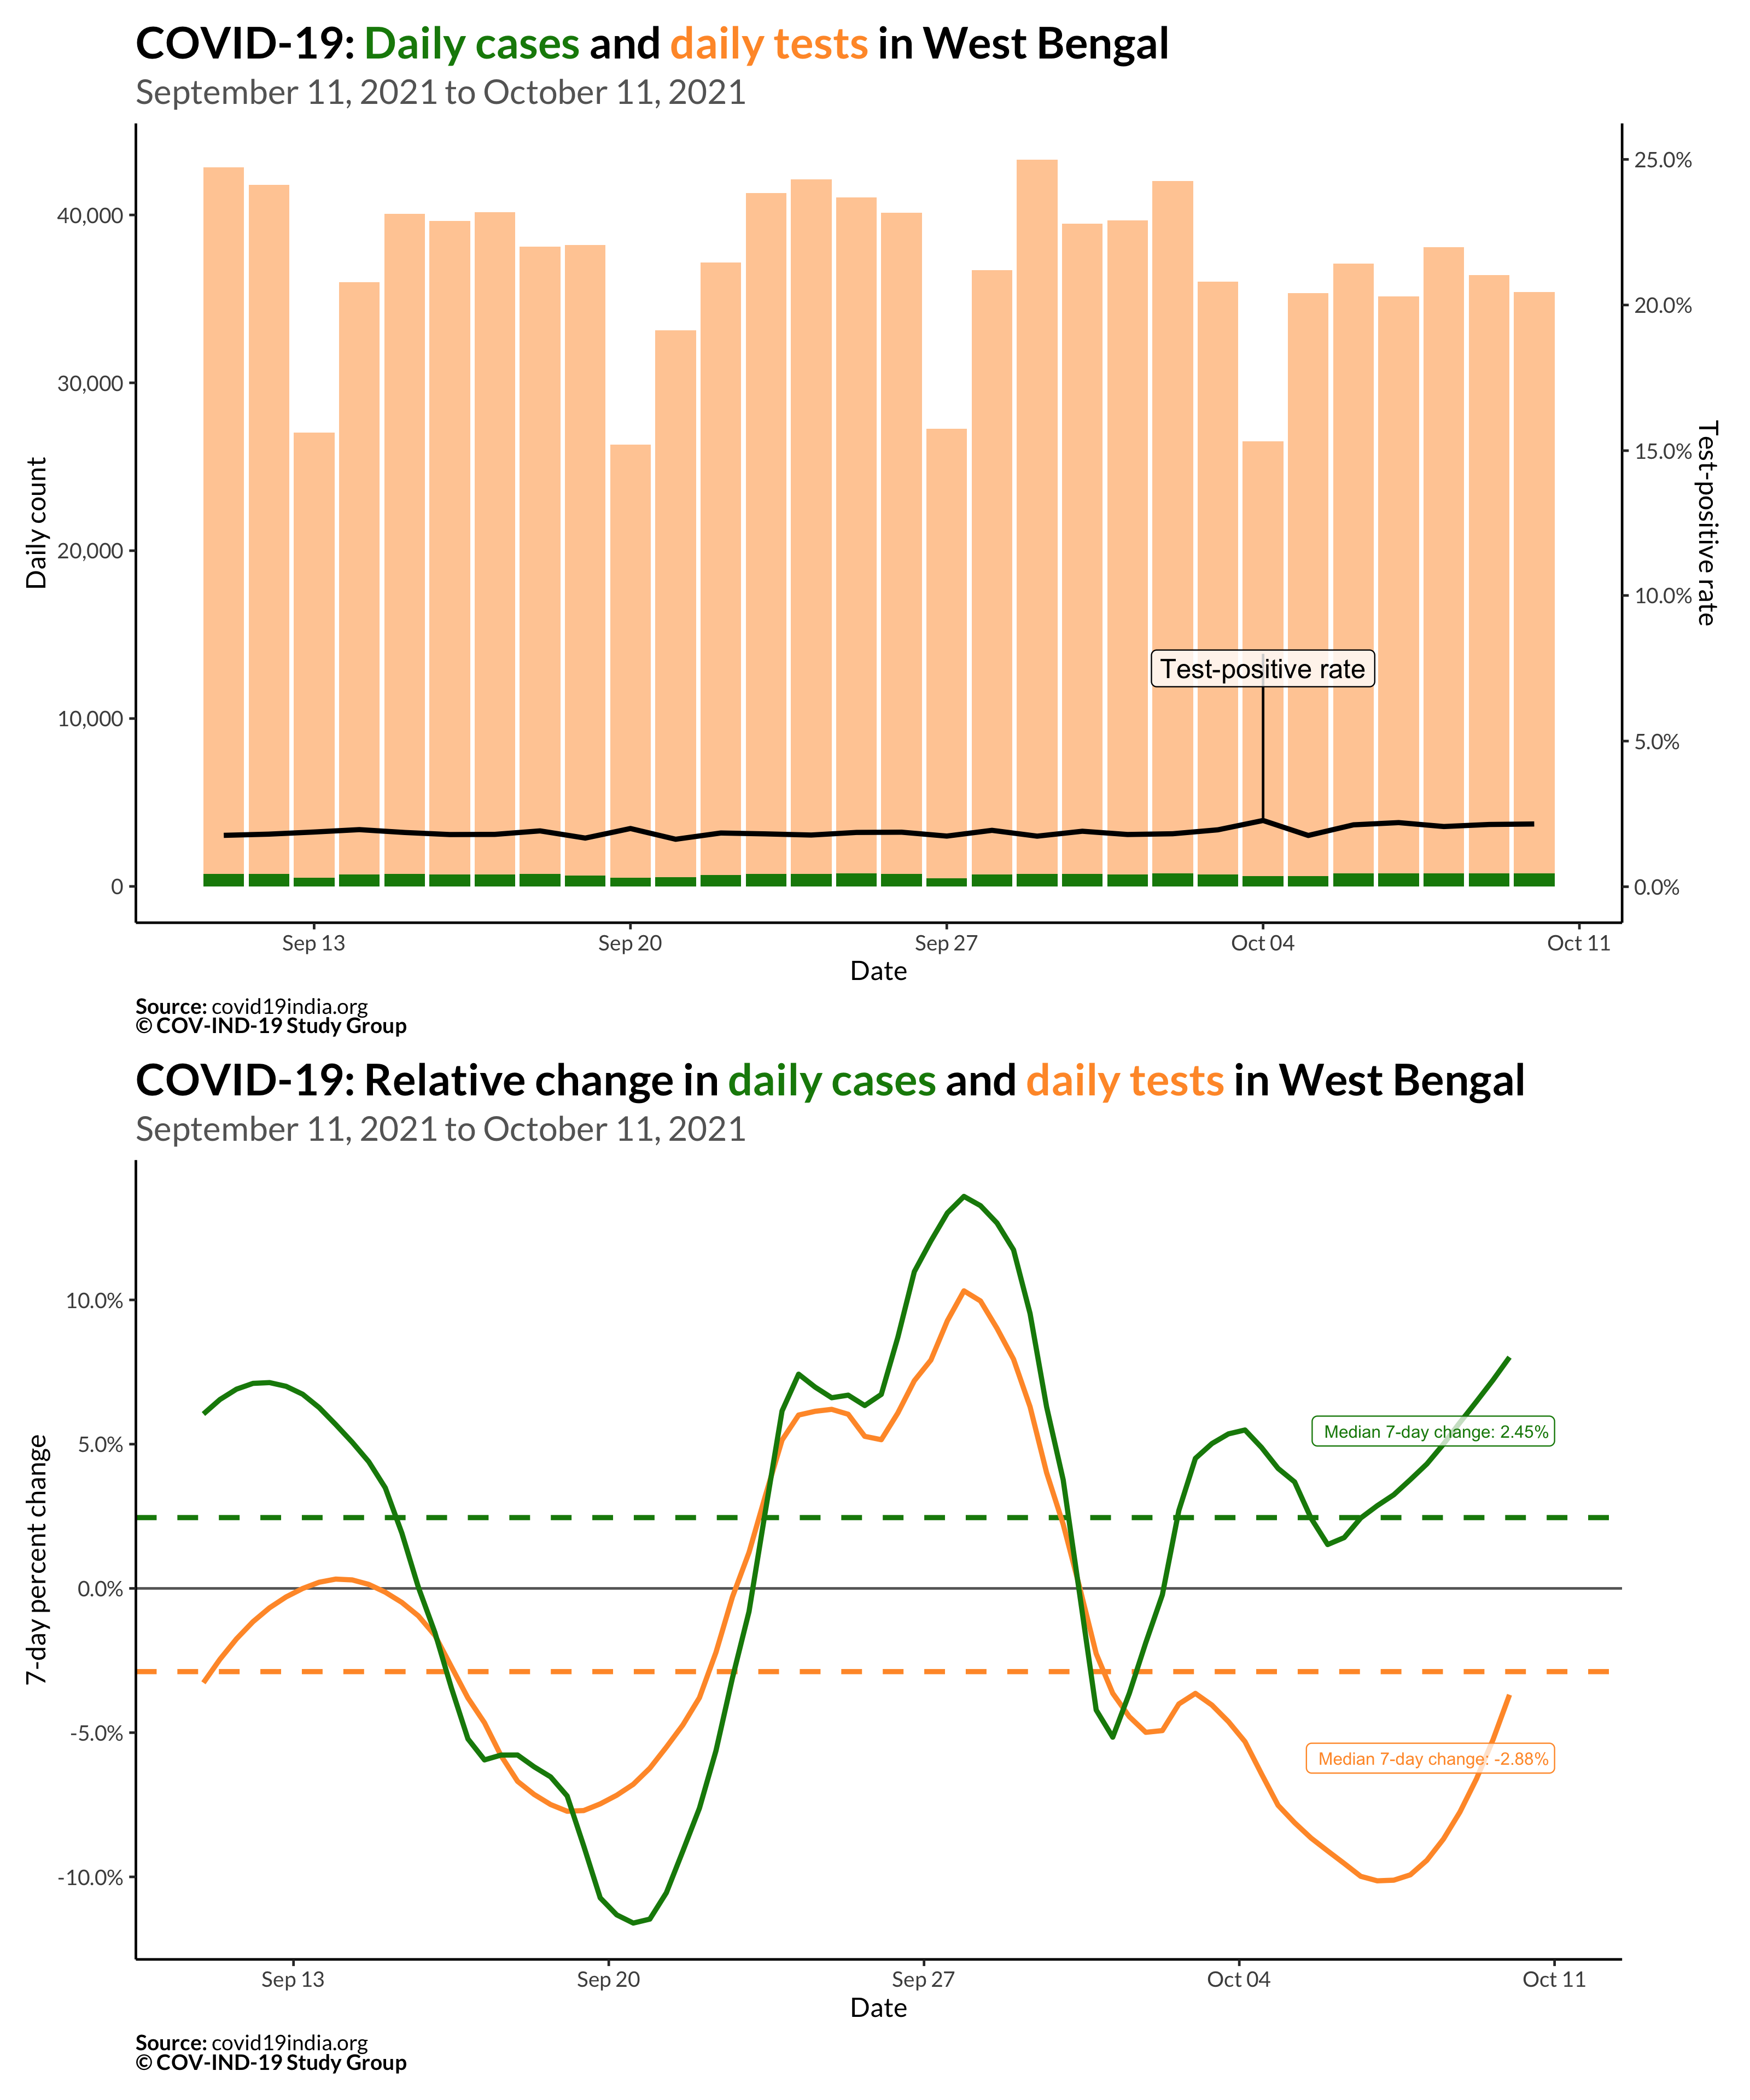 COVID-19: Daily cases and daily tests in West Bengal
September 11, 2021 to October 11, 2021
40,000
30,000
20,000
10,000
0
Daily count
25.0%
20.0%
15.0%
10.0%
5.0%
0.0%
Test-positive rate
Test-positive rate
Sep 13
Sep 20
Sep 27
Oct 04
Oct 11
Date
Source: covid19india.org
© COV-IND-19 Study Group
COVID-19: Relative change in daily cases and daily tests in West Bengal
September 11, 2021 to October 11, 2021
10.0%
5.0%
0.0%
-5.0%
-10.0%
7-day percent change
Median 7-day change: 2.45%
Median 7-day change: -2.88%
Sep 13
Sep 20
Sep 27
Oct 04
Oct 11
Date
Source: covid19india.org
© COV-IND-19 Study Group